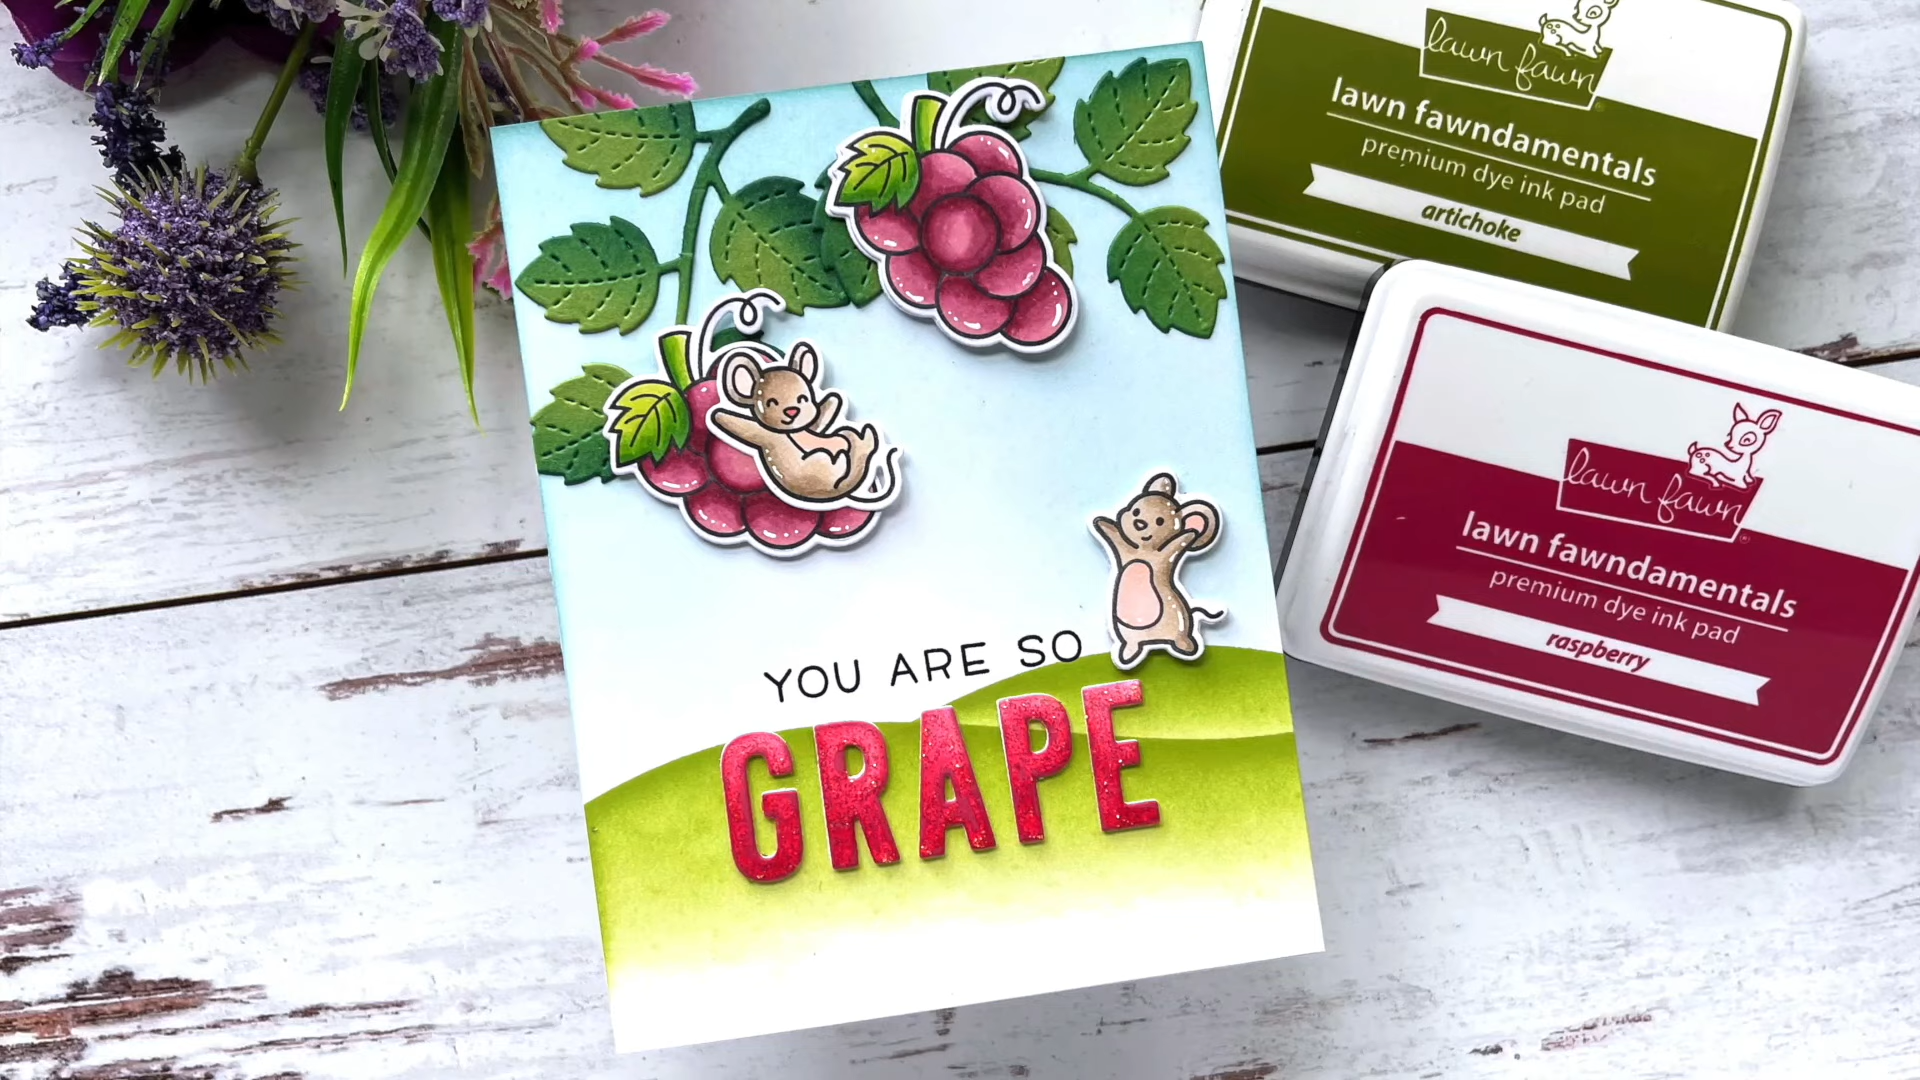 YOU ARE SO
GRAPE
lawn fawn
lawn fawndamentals
premium dye ink pad
artichoke
lawn fawn®
lawn fawndamentals
premium dye ink pad
raspberry